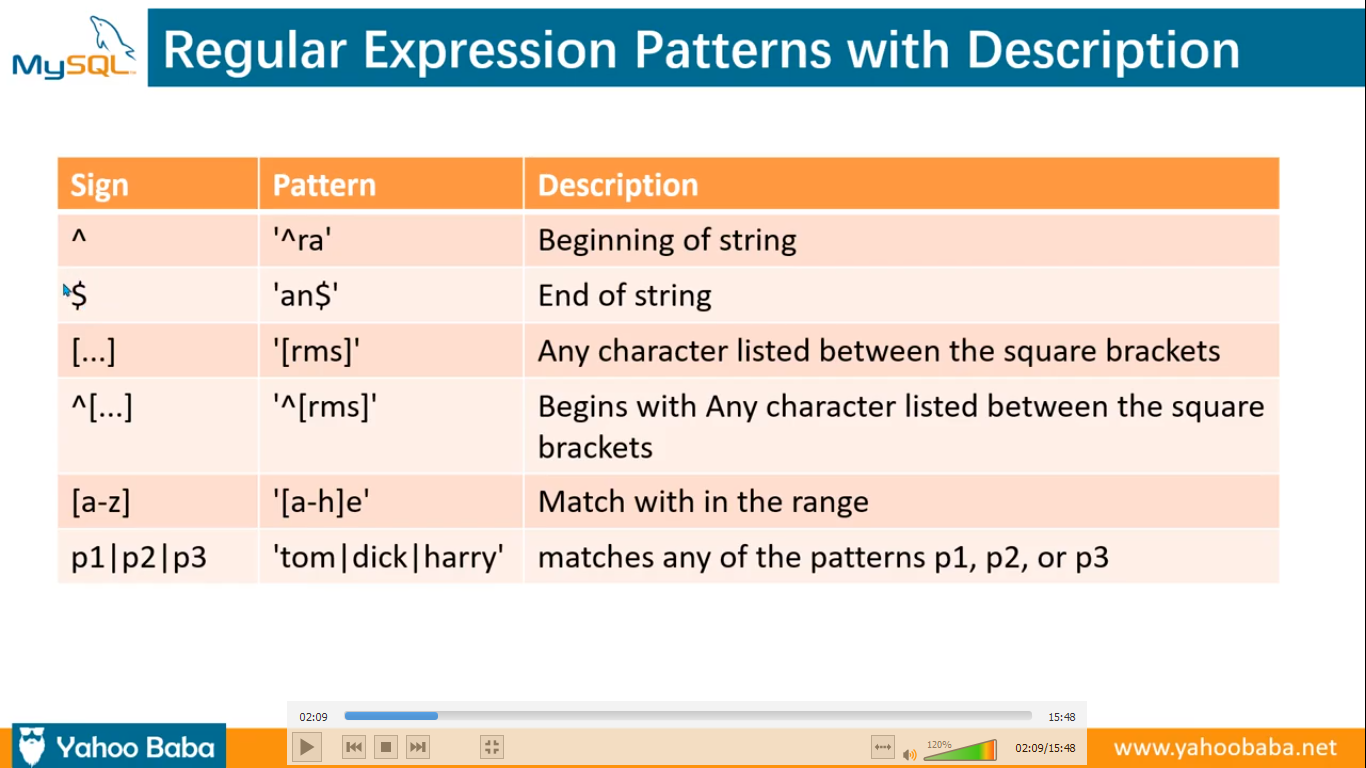 MySQL
Regular Expression Patterns with Description
Sign Pattern Description
^ '^ra' Beginning of string
$ 'an$' End of string
[...] '[rms]' Any character listed between the square brackets
^[...] '^[rms]' Begins with Any character listed between the square
brackets
[a-z] '[a-h]e' Match with in the range
p1|p2|p3 'tom|dick|harry' matches any of the patterns p1, p2, or p3
02:09 15:48
120% 02:09/15:48
Yahoo Baba www.yahoobaba.net